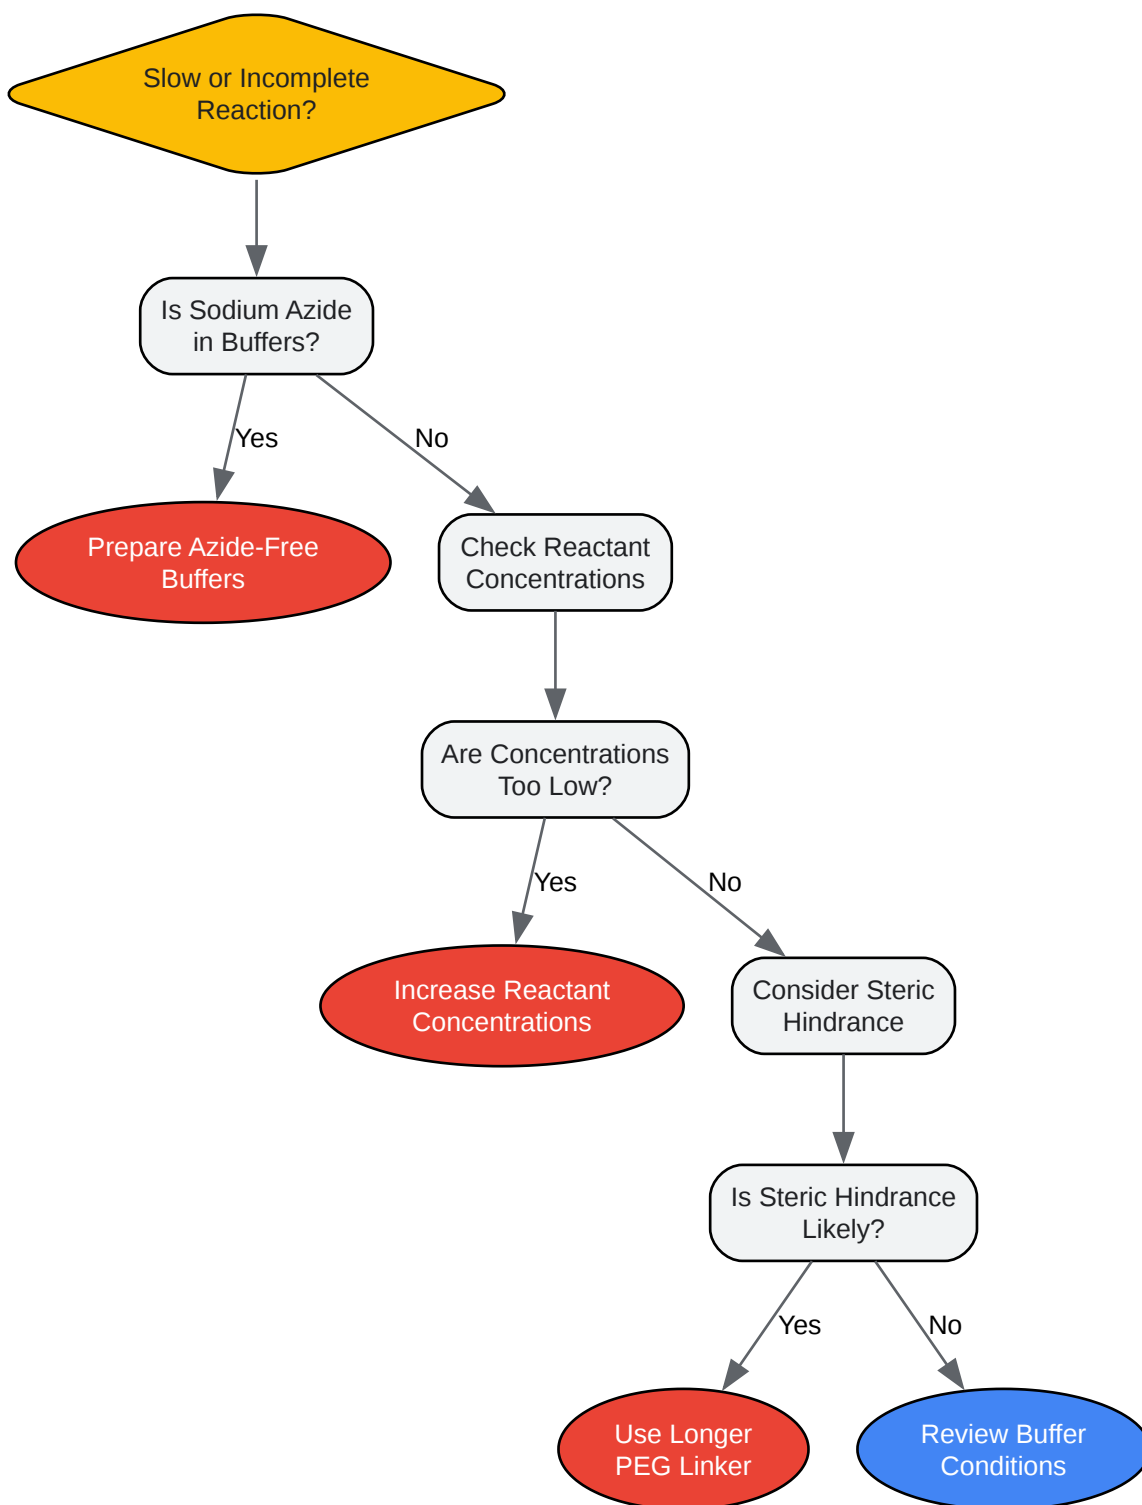 Slow or Incomplete
Reaction?
Is Sodium Azide
in Buffers?
Yes
No
Prepare Azide-Free
Buffers
Check Reactant
Concentrations
Are Concentrations
Too Low?
Yes
No
Increase Reactant
Concentrations
Consider Steric
Hindrance
Is Steric Hindrance
Likely?
Yes
No
Use Longer
PEG Linker
Review Buffer
Conditions